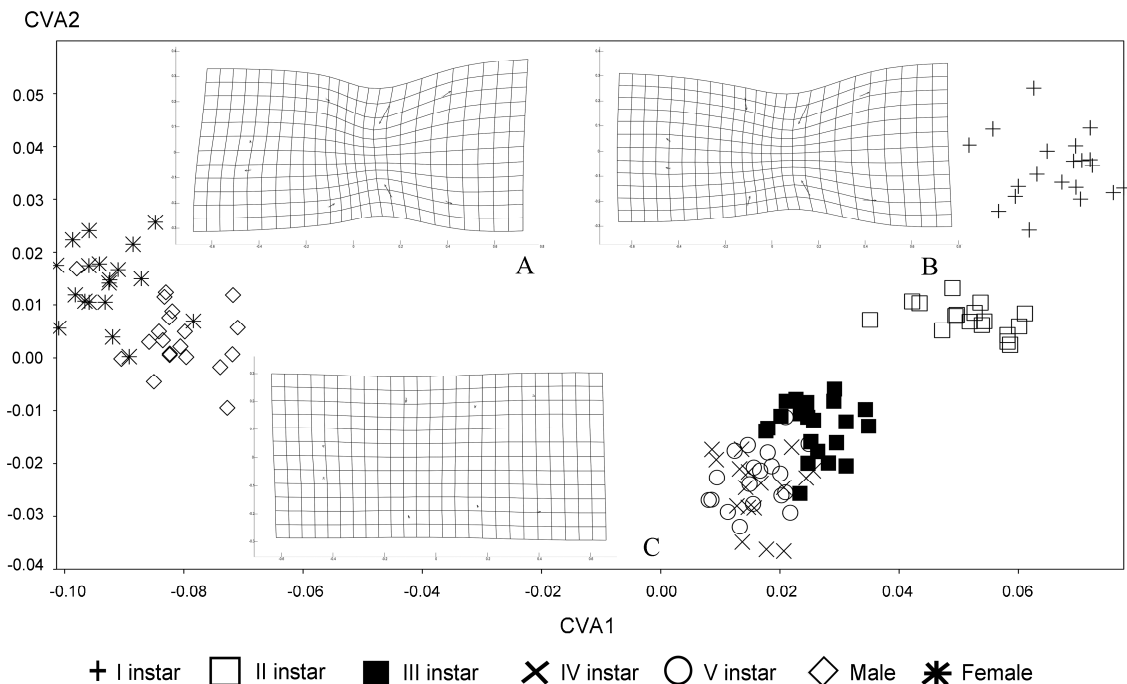 CVA2
0.05
0.04
0.03
0.02
0.01
0.00
-0.01
-0.02
-0.03
-0.04
A
B
C
-0.10 -0.08 -0.06 -0.04 -0.02 0.00 0.02 0.04 0.06
CVA1
I instar II instar III instar IV instar V instar Male Female